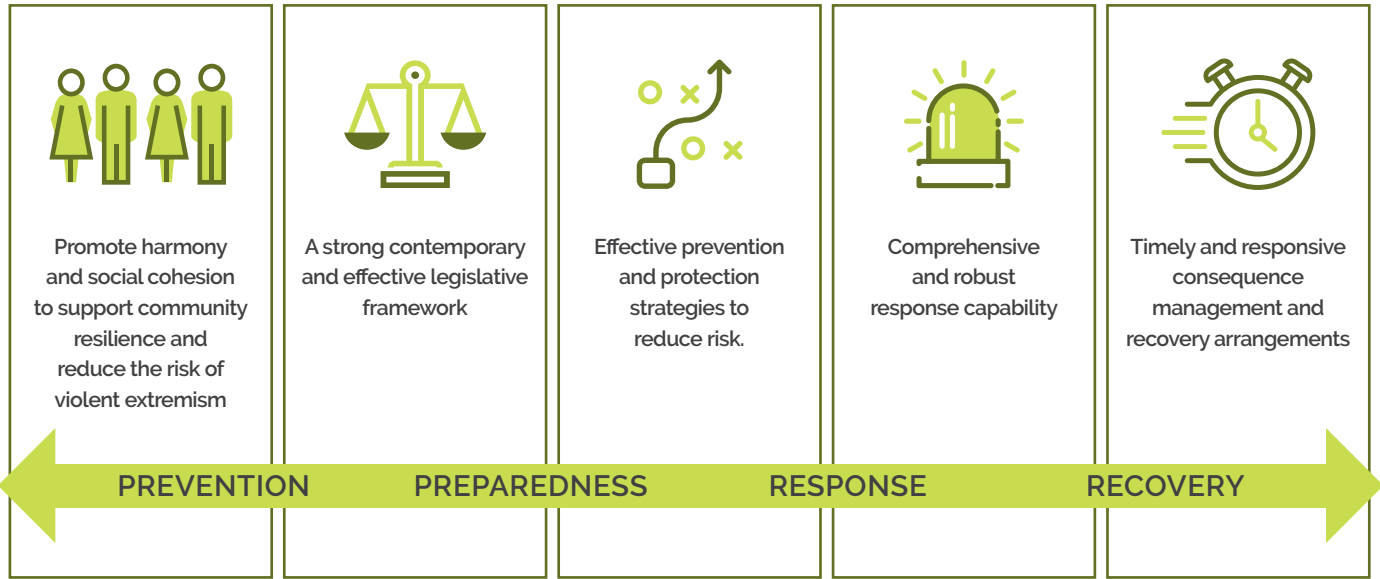 Promote harmony
and social cohesion
to support community
resilience and
reduce the risk of
violent extremism
A strong contemporary
and effective legislative
framework
Effective prevention
and protection
strategies to
reduce risk.
Comprehensive
and robust
response capability
Timely and responsive
consequence
management and
recovery arrangements
PREVENTION
PREPAREDNESS
RESPONSE
RECOVERY